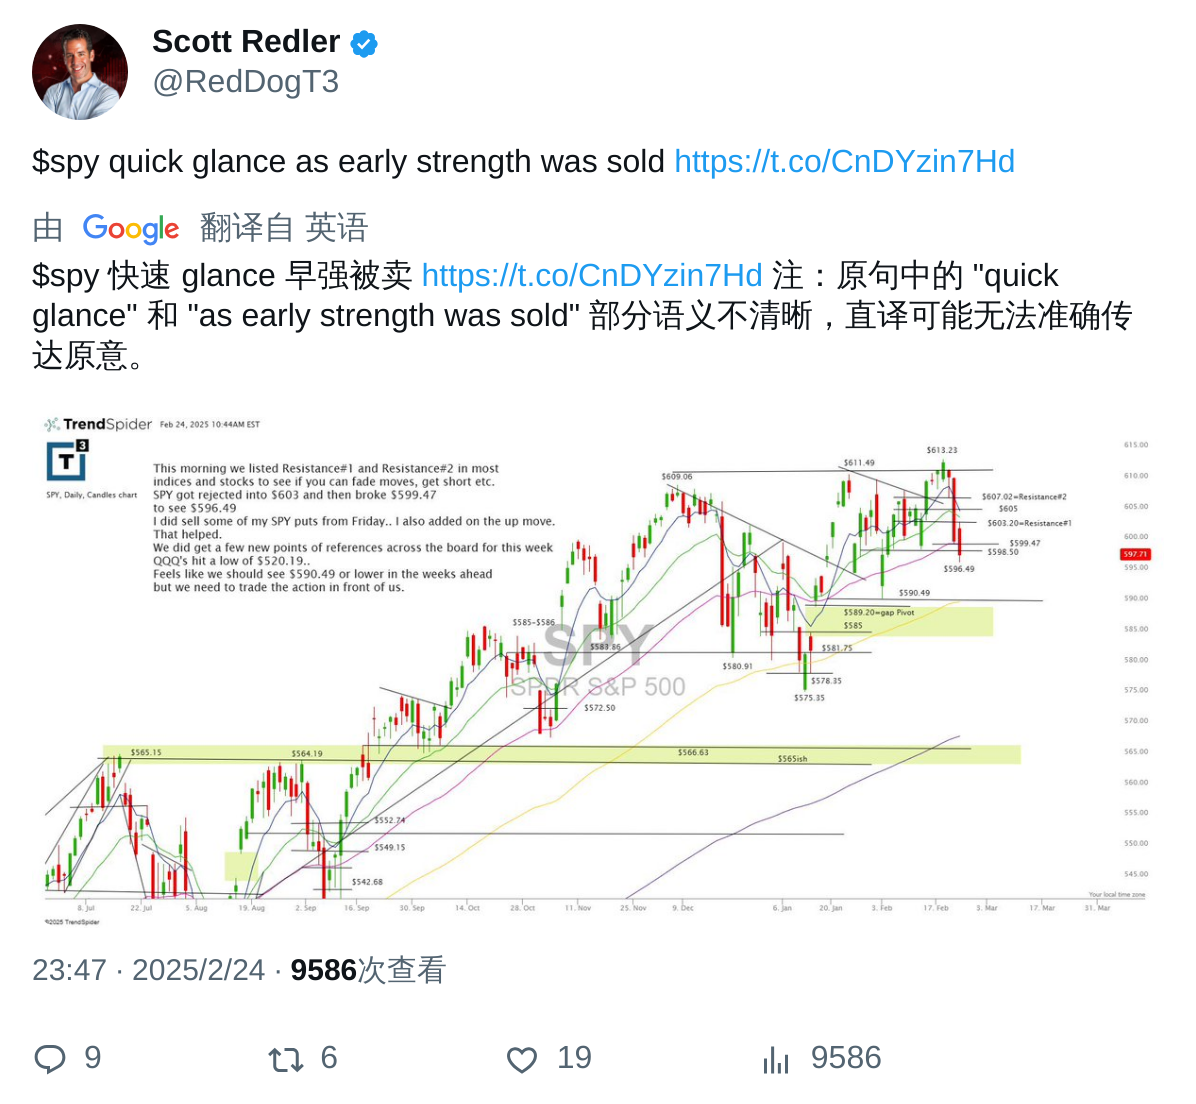 Scott Redler
@RedDogT3
$spy quick glance as early strength was sold https://t.co/CnDYzin7Hd
由 Google 翻译自 英语
$spy 快速 glance 早强被卖 https://t.co/CnDYzin7Hd 注：原句中的 "quick
glance" 和 "as early strength was sold" 部分语义不清晰，直译可能无法准确传
达原意。
TrendSpider Feb 24, 2025 10:44AM EST
T3
SPY, Daily, Candles chart
This morning we listed Resistance#1 and Resistance#2 in most
indices and stocks to see if you can fade moves, get short etc.
SPY got rejected into $603 and then broke $599.47
to see $596.49
I did sell some of my SPY puts from Friday.. I also added on the up move.
That helped.
We did get a few new points of references across the board for this week
QQQ's hit a low of $520.19..
Feels like we should see $590.49 or lower in the weeks ahead
but we need to trade the action in front of us.
$613.23
$611.49
$609.06
$607.02=Resistance#2
$605
$603.20=Resistance#1
$599.47
$598.50
$596.49
$590.49
$589.20=gap Pivot
$585
$585-$586
$583.86
$581.75
$580.91
$578.35
$575.35
$572.50
SPY
SPDR S&P 500
$565.15
$564.19
$566.63
$565ish
$552.74
$549.15
$542.68
615.00
610.00
605.00
600.00
597.71
595.00
590.00
585.00
580.00
575.00
570.00
565.00
560.00
555.00
550.00
545.00
Your local time zone
8. Jul 22. Jul 5. Aug 19. Aug 2. Sep 16. Sep 30. Sep 14. Oct 28. Oct 11. Nov 25. Nov 9. Dec 6. Jan 20. Jan 3. Feb 17. Feb 3. Mar 17. Mar 31. Mar
©2025 TrendSpider
23:47 · 2025/2/24 · 9586次查看
9 6 19 9586